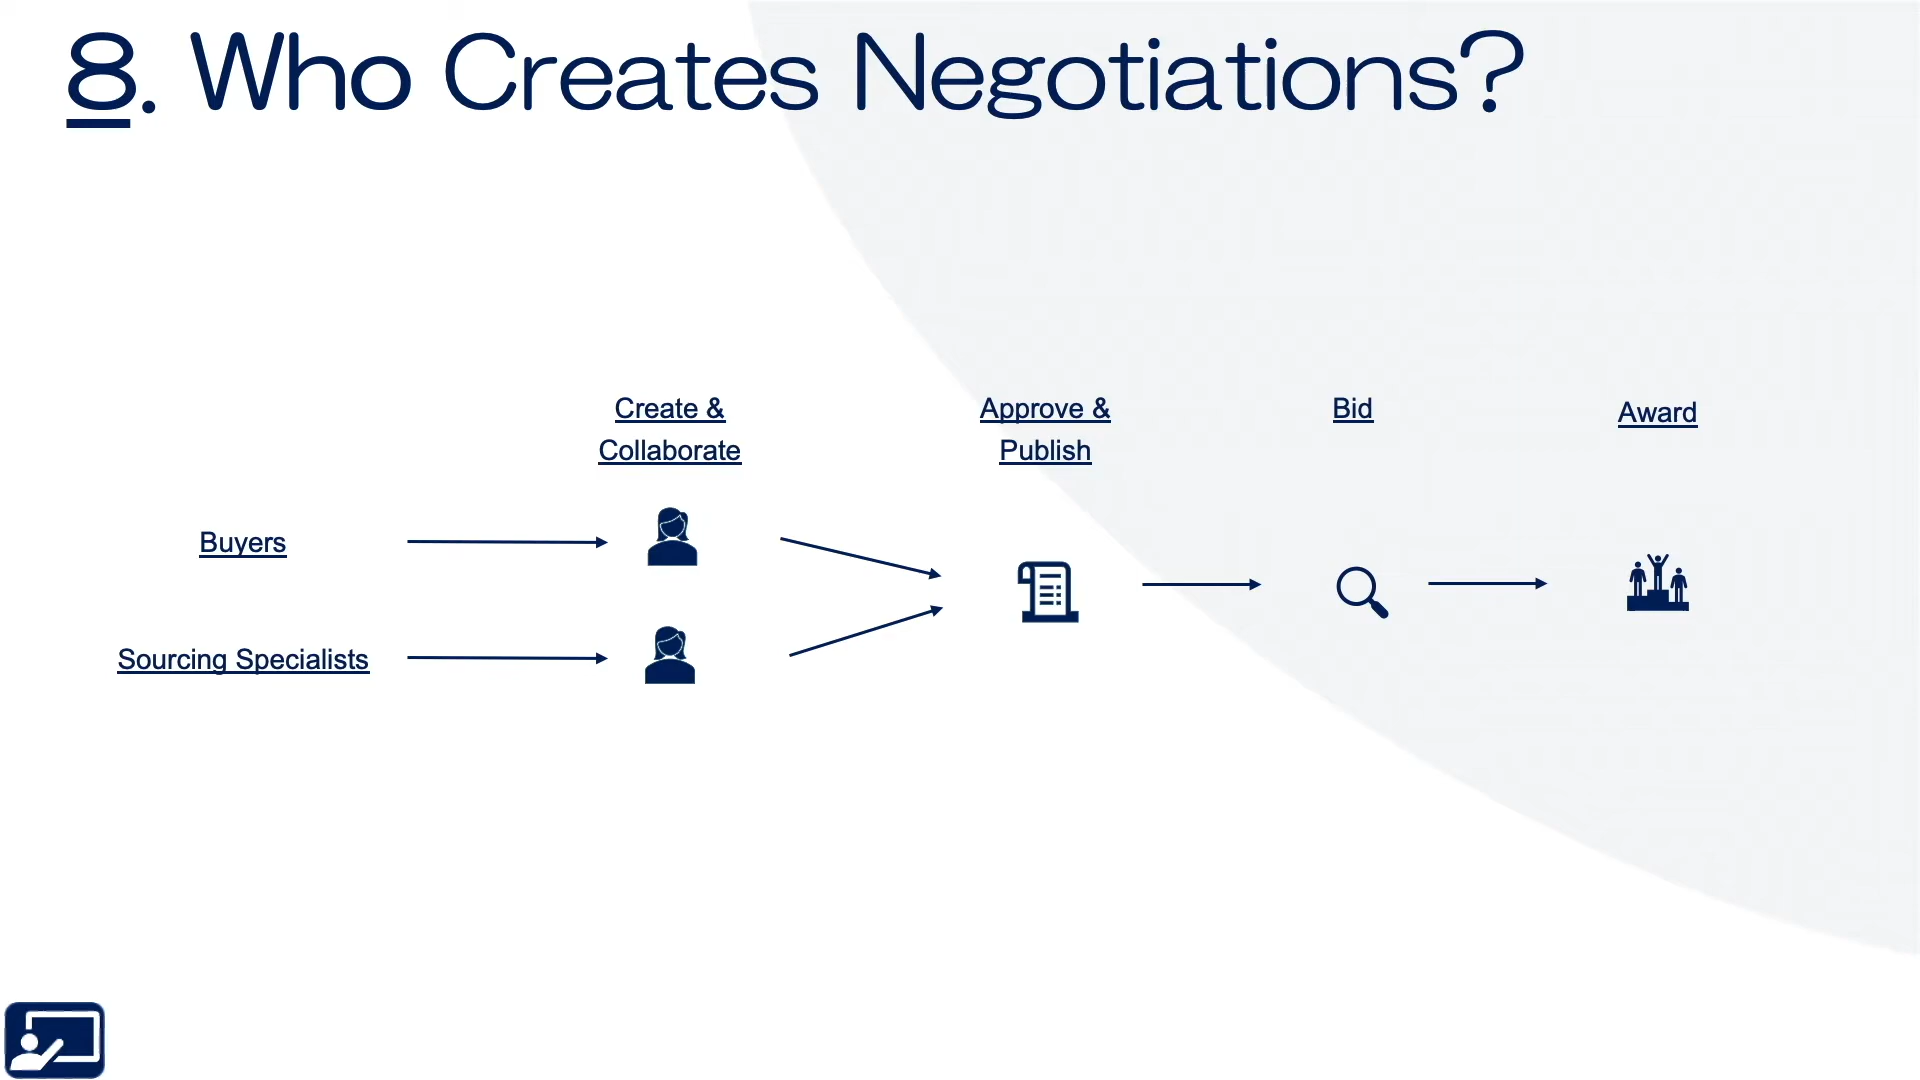 8. Who Creates Negotiations?
Create &
Collaborate
Approve &
Publish
Bid
Award
Buyers
Sourcing Specialists